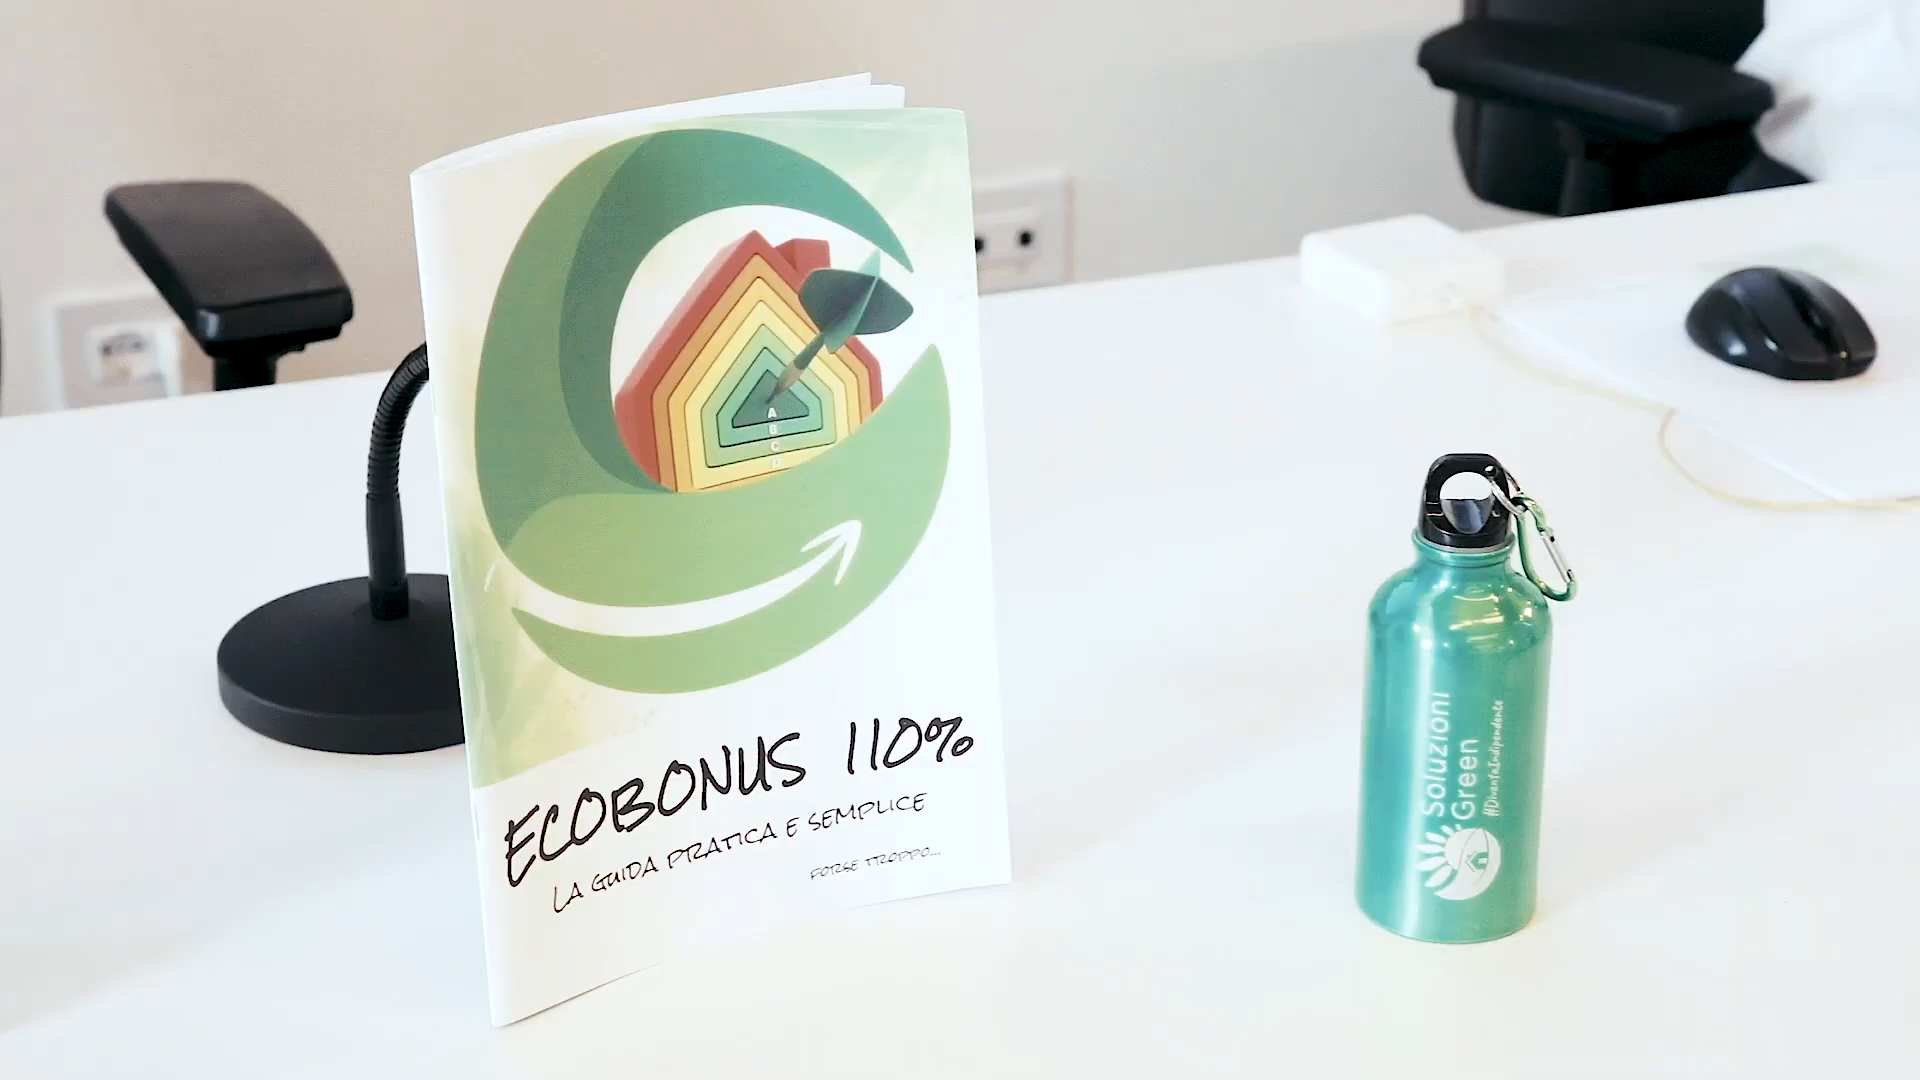 A
B
C
D
ECOBONUS 110%
LA GUIDA PRATICA E SEMPLICE
FORSE TROPPO...
Soluzioni
Green
#DiventaIndipendente